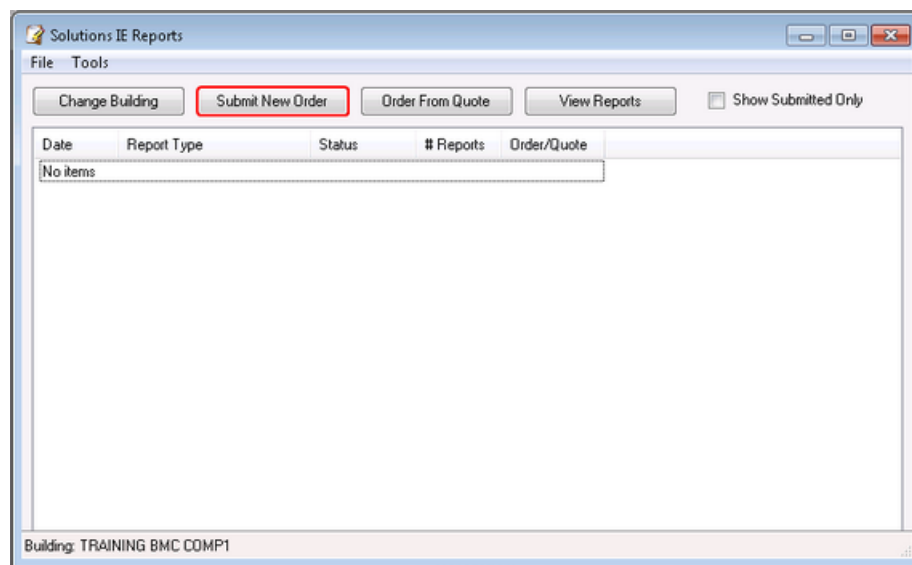 Solutions IE Reports
File Tools
Change Building Submit New Order Order From Quote View Reports Show Submitted Only
Date Report Type Status # Reports Order/Quote
No items
Building: TRAINING BMC COMP1